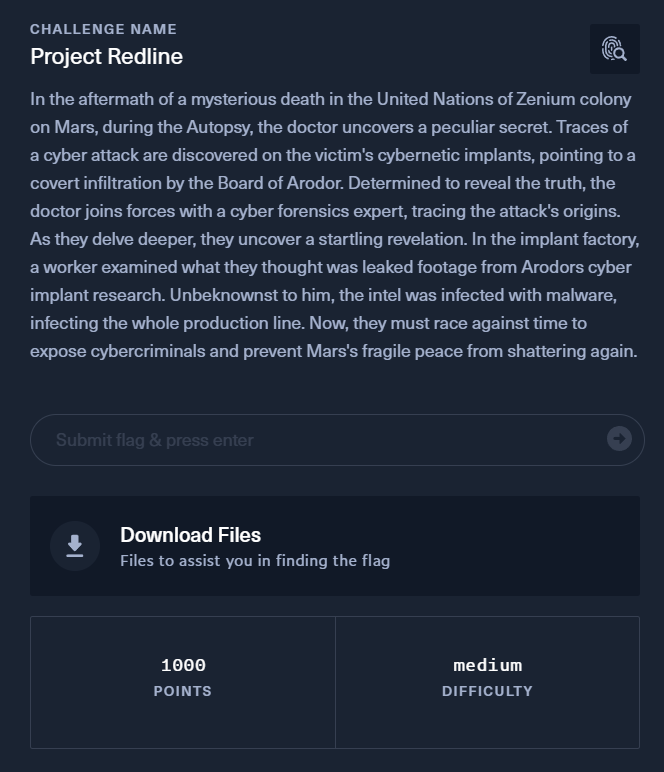 CHALLENGE NAME
Project Redline
In the aftermath of a mysterious death in the United Nations of Zenium colony
on Mars, during the Autopsy, the doctor uncovers a peculiar secret. Traces of
a cyber attack are discovered on the victim's cybernetic implants, pointing to a
covert infiltration by the Board of Arodor. Determined to reveal the truth, the
doctor joins forces with a cyber forensics expert, tracing the attack's origins.
As they delve deeper, they uncover a startling revelation. In the implant factory,
a worker examined what they thought was leaked footage from Arodors cyber
implant research. Unbeknownst to him, the intel was infected with malware,
infecting the whole production line. Now, they must race against time to
expose cybercriminals and prevent Mars's fragile peace from shattering again.
Submit flag & press enter
Download Files
Files to assist you in finding the flag
1000
POINTS
medium
DIFFICULTY